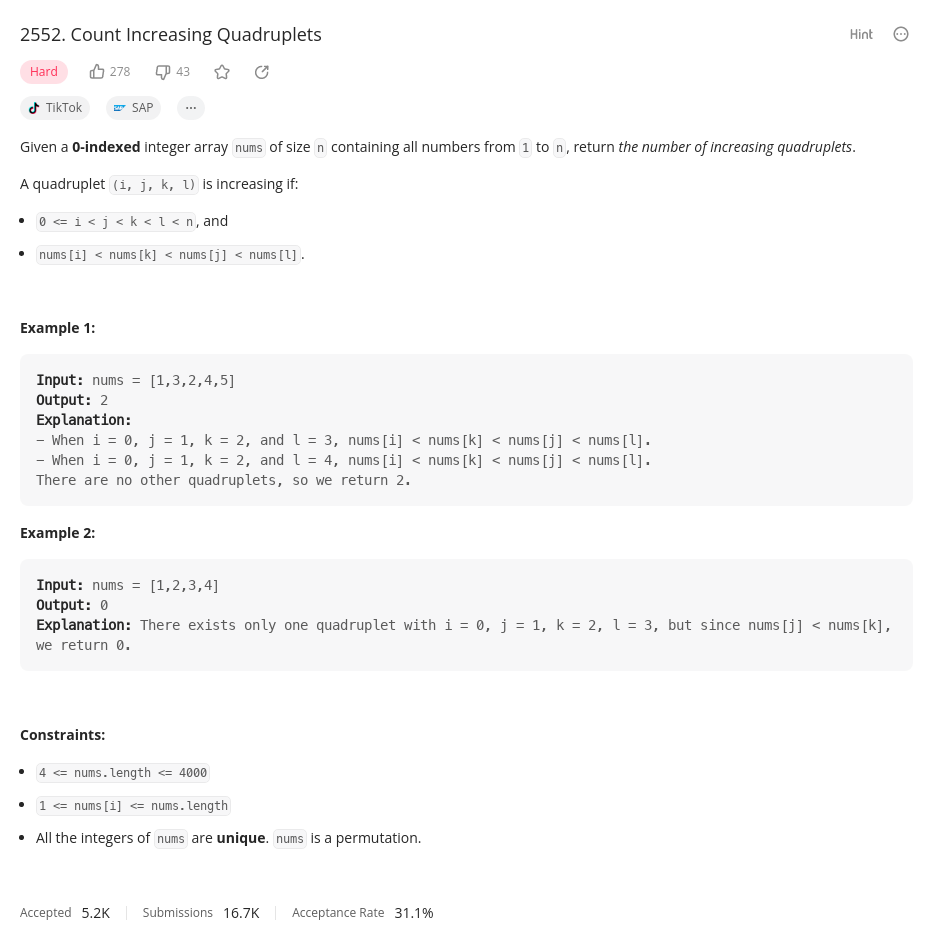 2552. Count Increasing Quadruplets
Hint
Hard 278 43
TikTok SAP ...
Given a 0-indexed integer array nums of size n containing all numbers from 1 to n, return the number of increasing quadruplets.
A quadruplet (i, j, k, l) is increasing if:
• 0 <= i < j < k < l < n, and
• nums[i] < nums[k] < nums[j] < nums[l].
Example 1:
Input: nums = [1,3,2,4,5]
Output: 2
Explanation:
– When i = 0, j = 1, k = 2, and l = 3, nums[i] < nums[k] < nums[j] < nums[l].
– When i = 0, j = 1, k = 2, and l = 4, nums[i] < nums[k] < nums[j] < nums[l].
There are no other quadruplets, so we return 2.
Example 2:
Input: nums = [1,2,3,4]
Output: 0
Explanation: There exists only one quadruplet with i = 0, j = 1, k = 2, l = 3, but since nums[j] < nums[k],
we return 0.
Constraints:
• 4 <= nums.length <= 4000
• 1 <= nums[i] <= nums.length
• All the integers of nums are unique. nums is a permutation.
Accepted 5.2K Submissions 16.7K Acceptance Rate 31.1%